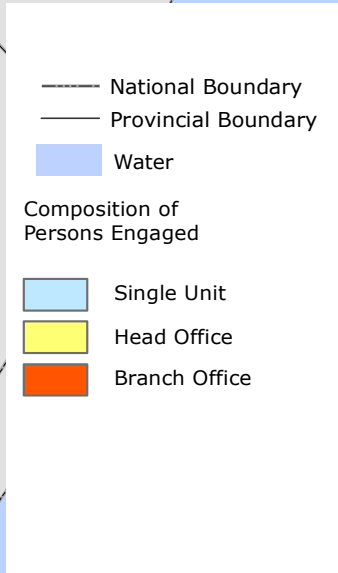 National Boundary
Provincial Boundary
Water
Composition of
Persons Engaged
Single Unit
Head Office
Branch Office